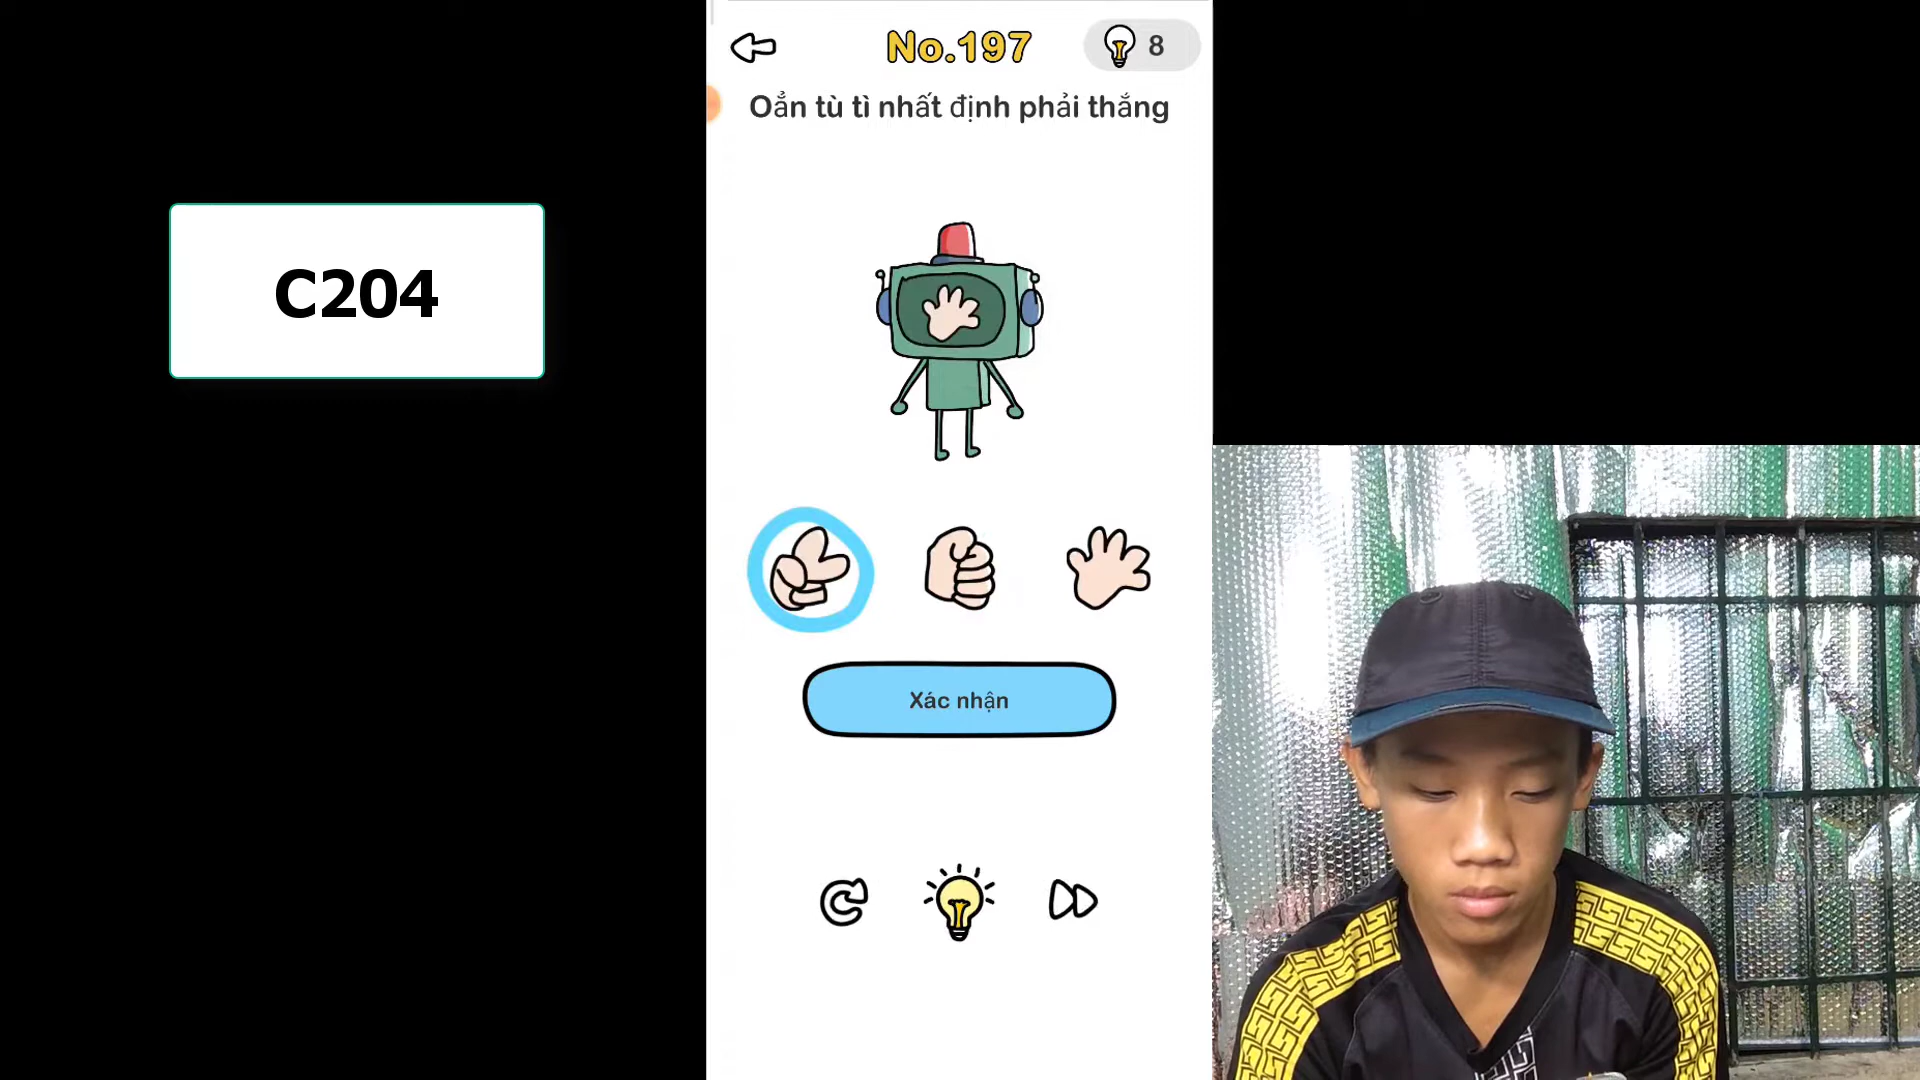 C204
No.197
8
Oẳn tù tì nhất định phải thắng
Xác nhận